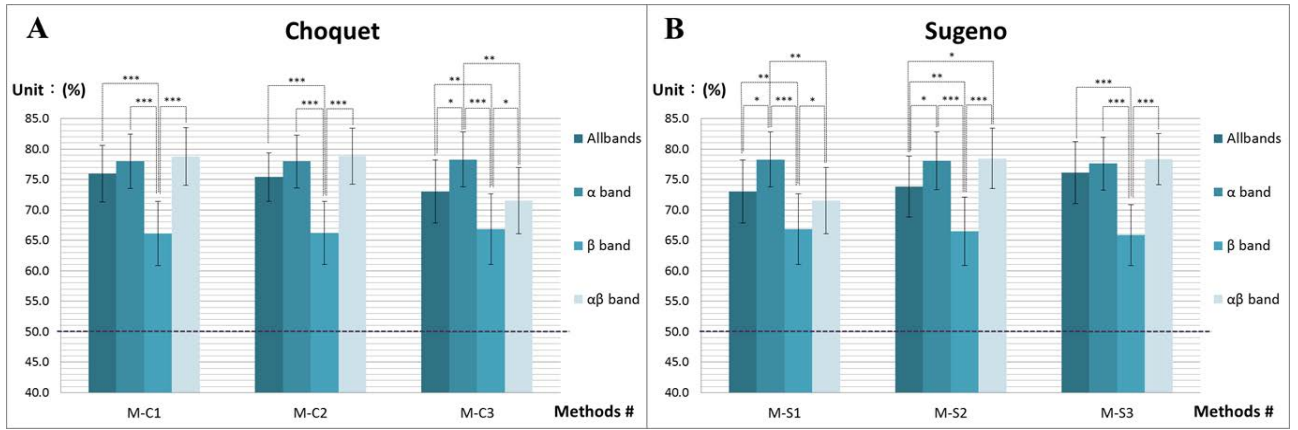 A
Choquet
Unit：(%)
***
***
***
***
***
***
**
**
*
***
*
85.0
80.0
75.0
70.0
65.0
60.0
55.0
50.0
45.0
40.0
M-C1
M-C2
M-C3
Methods #
Allbands
α band
β band
αβ band
B
Sugeno
Unit：(%)
**
**
*
***
*
*
**
*
***
***
***
***
***
85.0
80.0
75.0
70.0
65.0
60.0
55.0
50.0
45.0
40.0
M-S1
M-S2
M-S3
Methods #
Allbands
α band
β band
αβ band